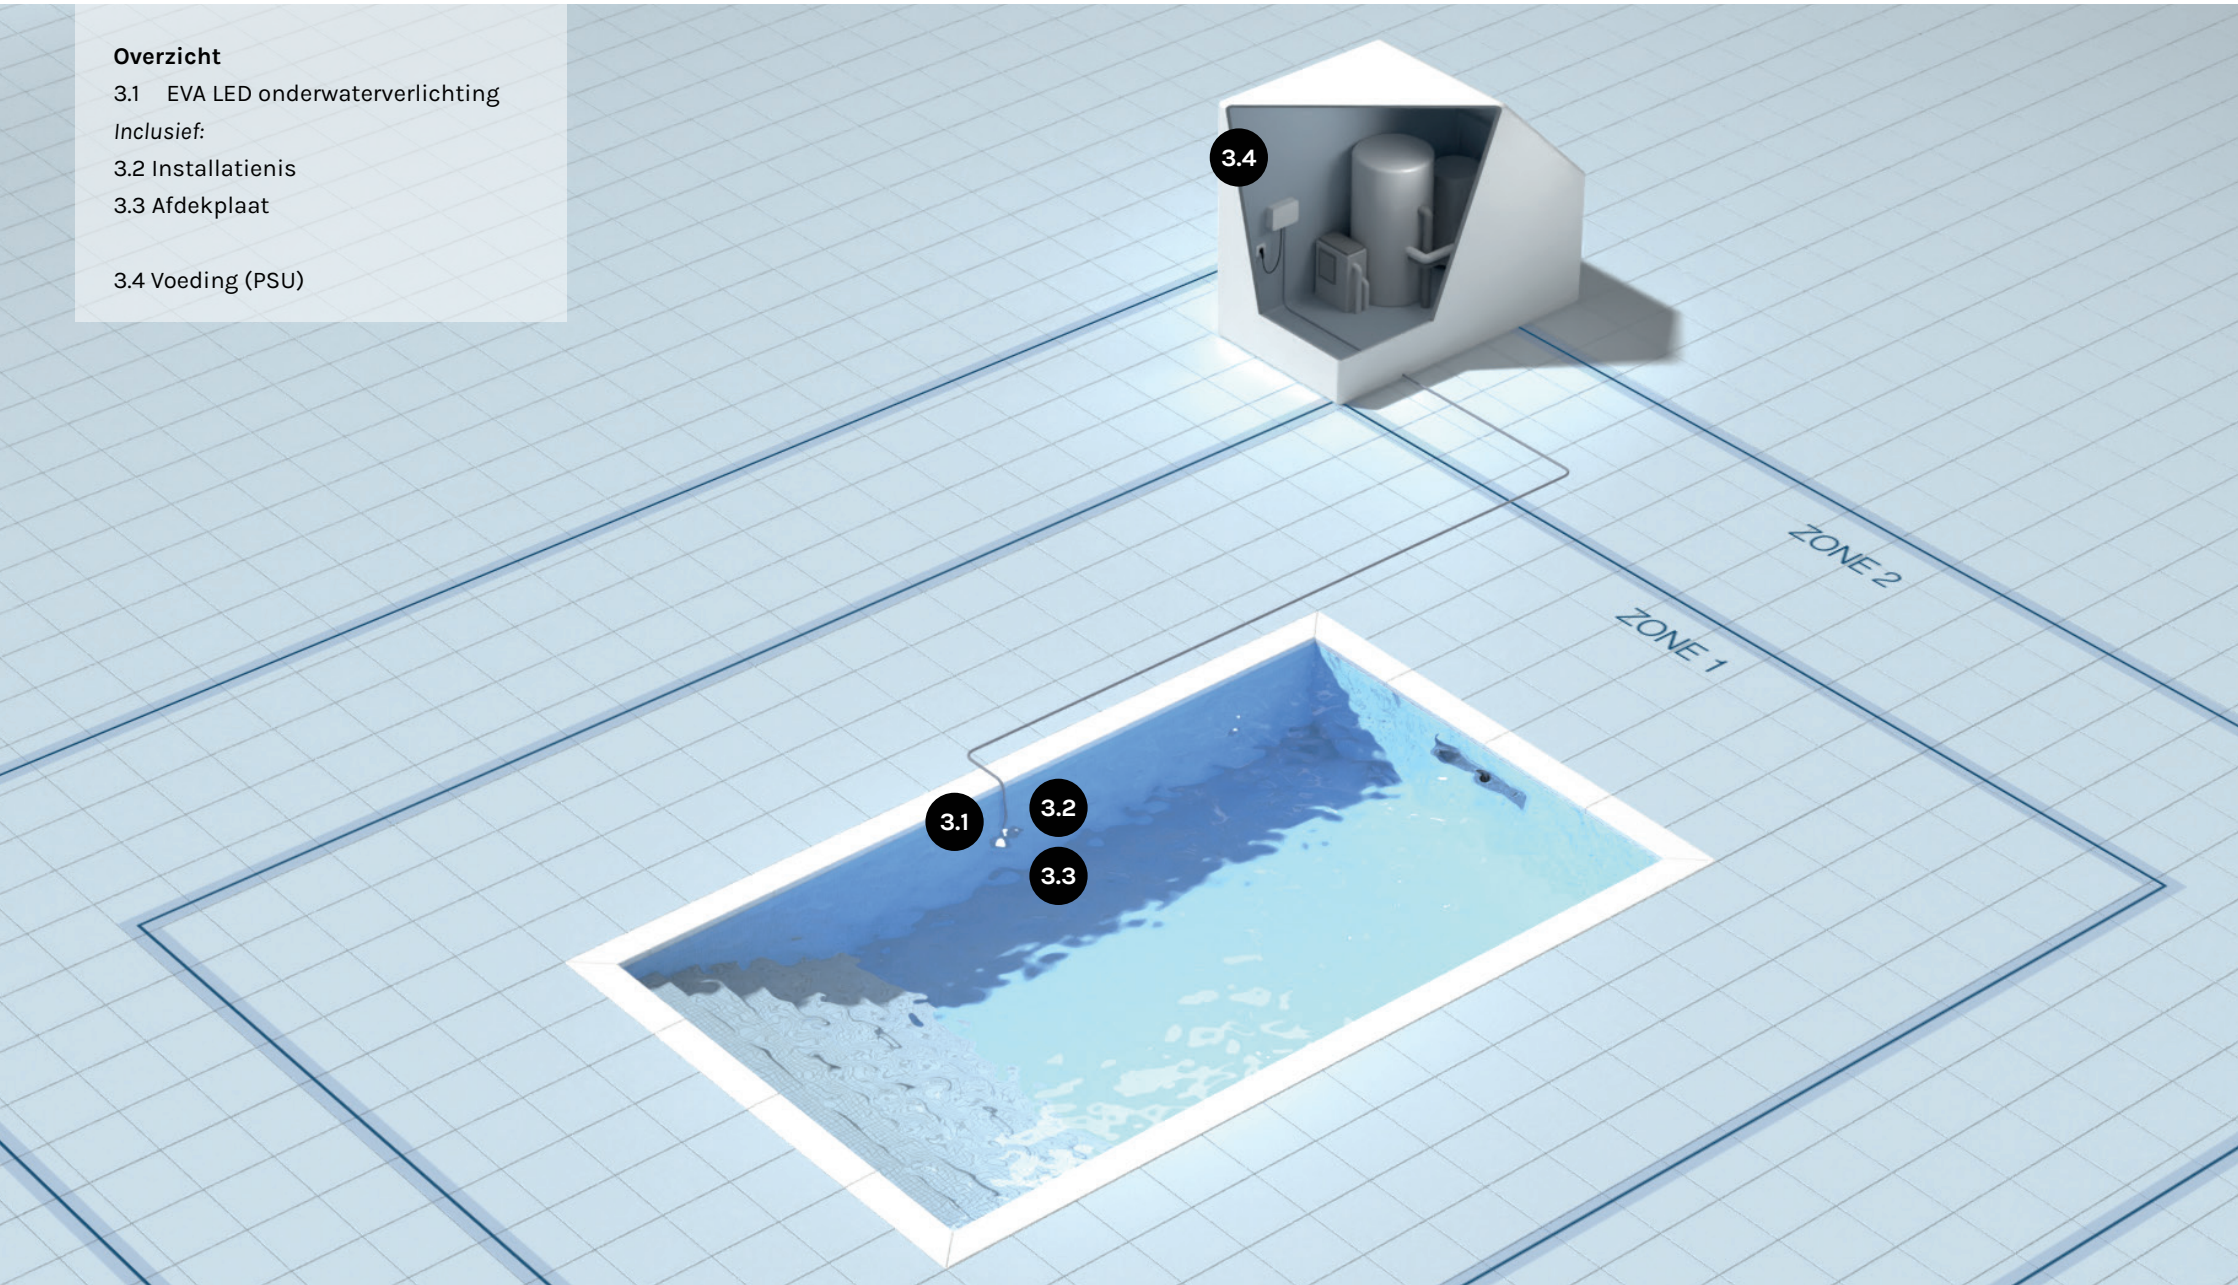 Overzicht
3.1 EVA LED onderwaterverlichting
Inclusief:
3.2 Installatienis
3.3 Afdekplaat
3.4 Voeding (PSU)
3.4
ZONE 2
ZONE 1
3.1
3.2
3.3